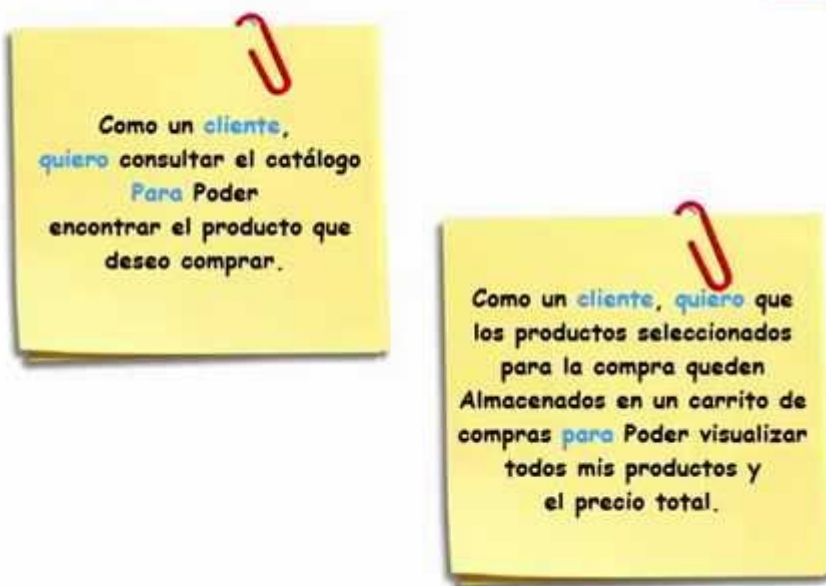 Como un cliente,
quiero consultar el catálogo
Para Poder
encontrar el producto que
deseo comprar.
Como un cliente, quiero que
los productos seleccionados
para la compra queden
Almacenados en un carrito de
compras para Poder visualizar
todos mis productos y
el precio total.